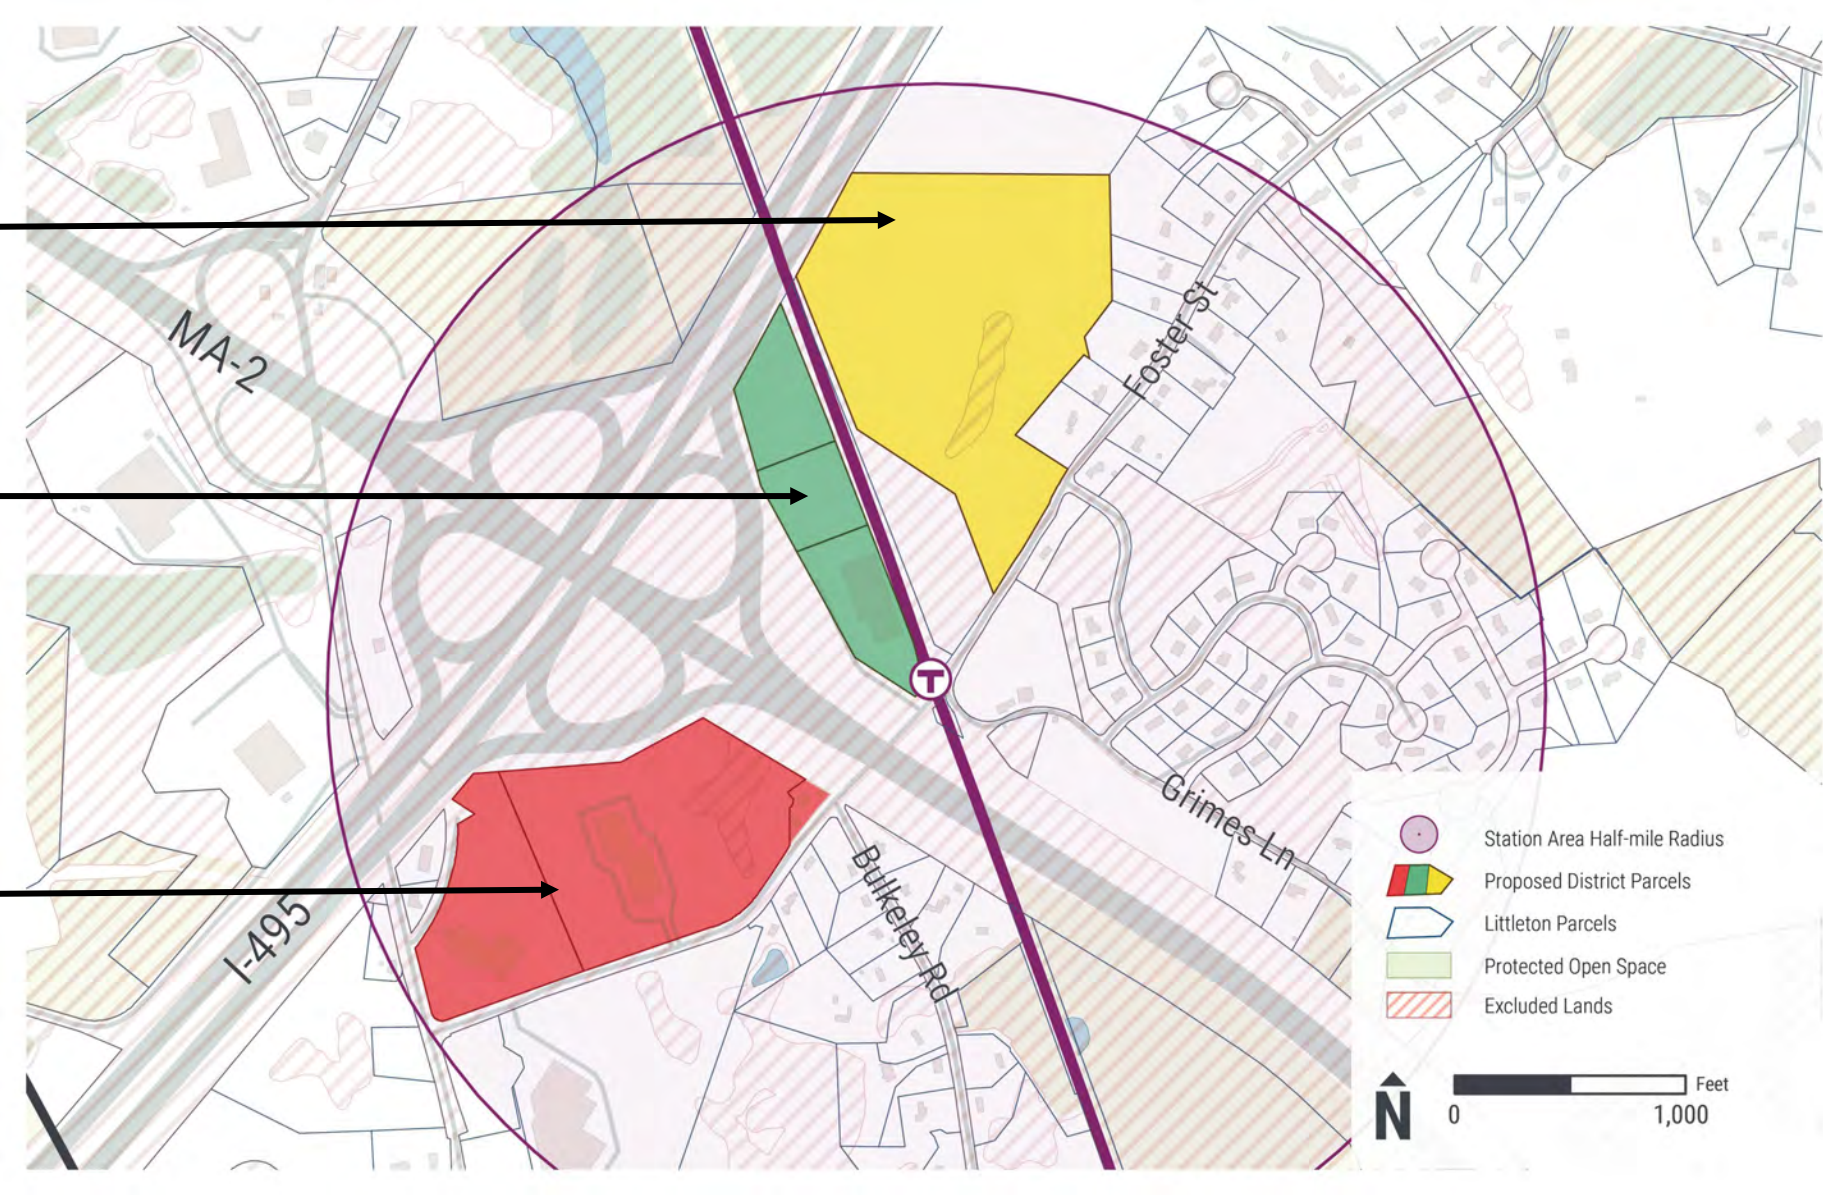 MA-2
Foster St
T
Grimes Ln
Bulkeley Rd
I-495
Station Area Half-mile Radius
Proposed District Parcels
Littleton Parcels
Protected Open Space
Excluded Lands
N
Feet
0 1,000